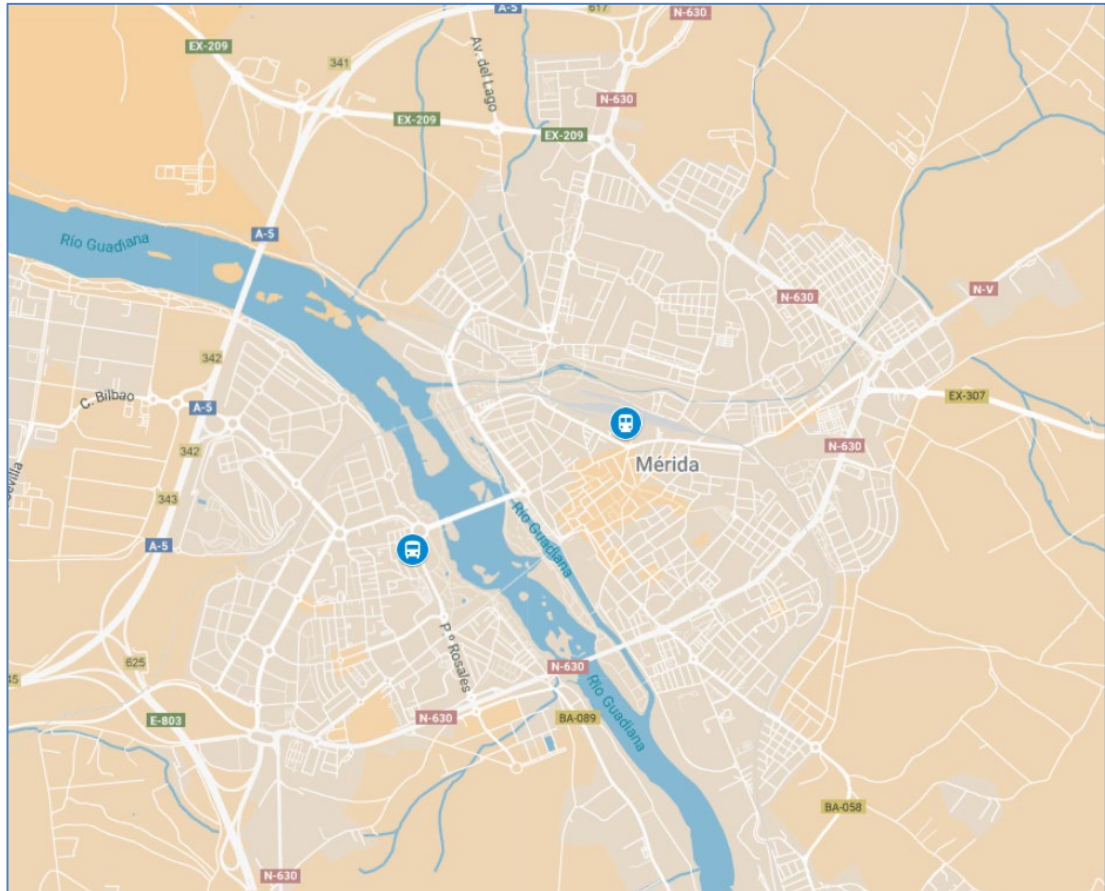 A-5
617
N-630
EX-209
Av. del Lago
341
N-630
EX-209
EX-209
Río Guadiana
A-5
N-V
N-630
342
C. Bilbao
A-5
EX-307
342
N-630
Mérida
343
Río Guadiana
A-5
Pº Rosales
625
N-630
45
Río Guadiana
E-803
N-630
BA-089
BA-058
N-630